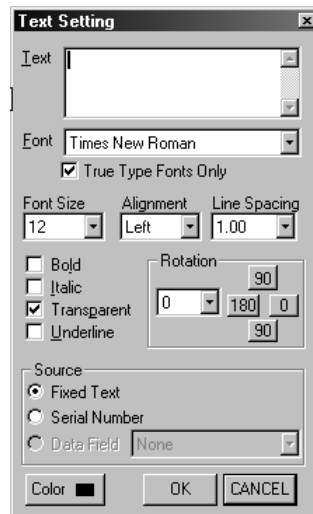 Text Setting
Text
Font Times New Roman
True Type Fonts Only
Font Size Alignment Line Spacing
12 Left 1.00
Bold
Italic
Transparent
Underline
Rotation
90
0 180 0
90
Source
Fixed Text
Serial Number
Data Field None
Color OK CANCEL